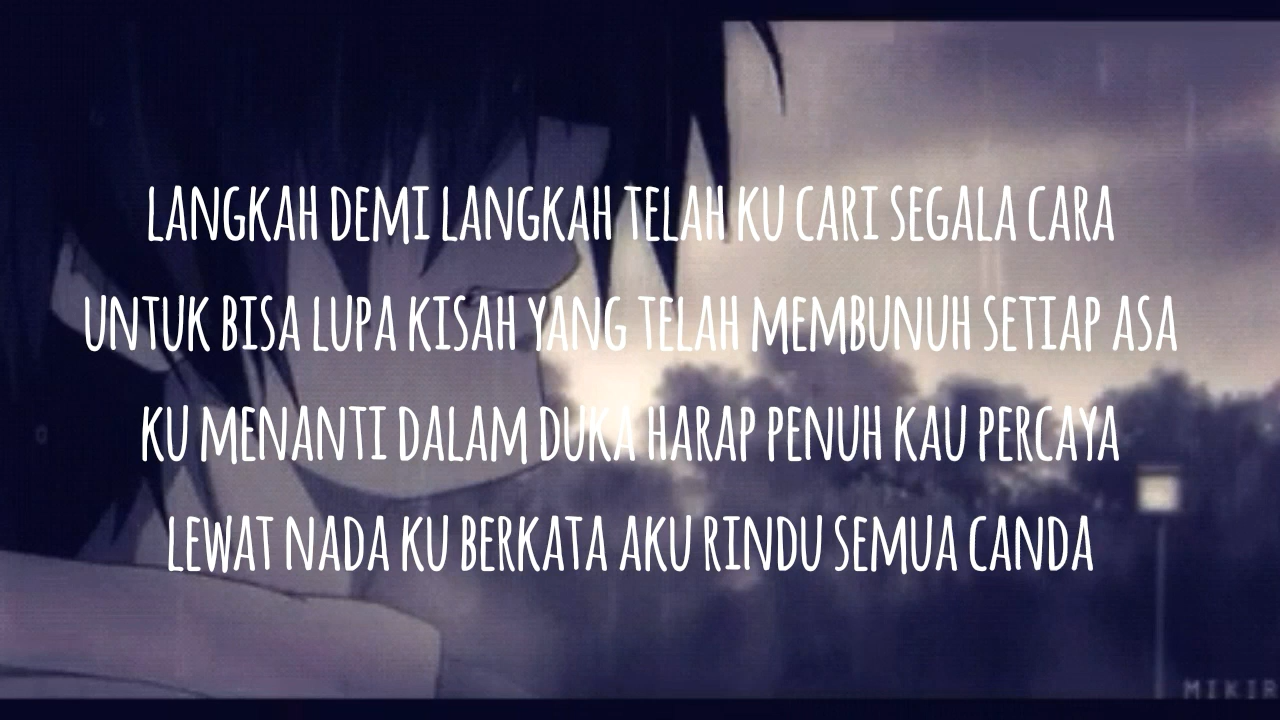 LANGKAH DEMI LANGKAH TELAH KU CARI SEGALA CARA
UNTUK BISA LUPA KISAH YANG TELAH MEMBUNUH SETIAP ASA
KU MENANTI DALAM DUKA HARAP PENUH KAU PERCAYA
LEWAT NADA KU BERKATA AKU RINDU SEMUA CANDA
MIKIR